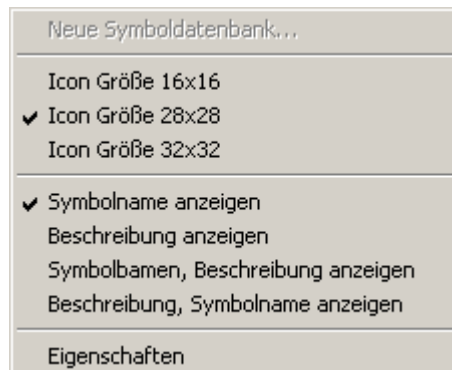 Neue Symboldatenbank...
Icon Größe 16x16
Icon Größe 28x28
Icon Größe 32x32
Symbolname anzeigen
Beschreibung anzeigen
Symbolbamen, Beschreibung anzeigen
Beschreibung, Symbolname anzeigen
Eigenschaften